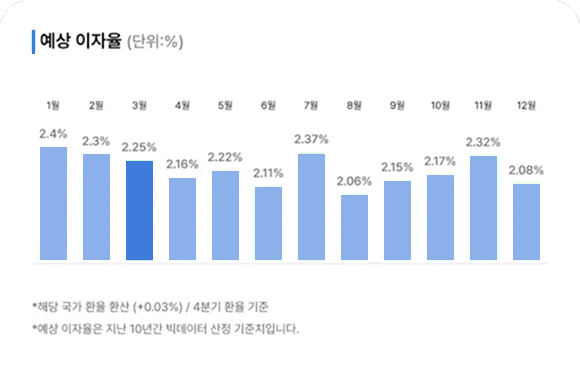 예상 이자율 (단위:%)
1월 2월 3월 4월 5월 6월 7월 8월 9월 10월 11월 12월
2.4% 2.3% 2.25% 2.16% 2.22% 2.11% 2.37% 2.06% 2.15% 2.17% 2.32% 2.08%
*해당 국가 환율 환산 (+0.03%) / 4분기 환율 기준
*예상 이자율은 지난 10년간 빅데이터 산정 기준치입니다.